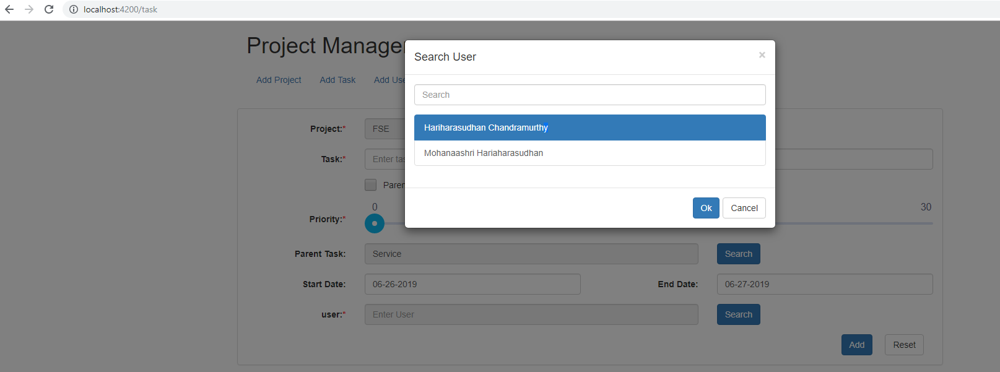 localhost:4200/task
Project Manager
Search User ×
Add Project Add Task Add Use
Search
Project:* FSE
Hariharasudhan Chandramurthy
Mohanaashri Hariaharasudhan
Task:* Enter tas
Paren
0 30
Priority:*
Ok Cancel
Parent Task: Service Search
Start Date: 06-26-2019 End Date: 06-27-2019
user:* Enter User Search
Add Reset